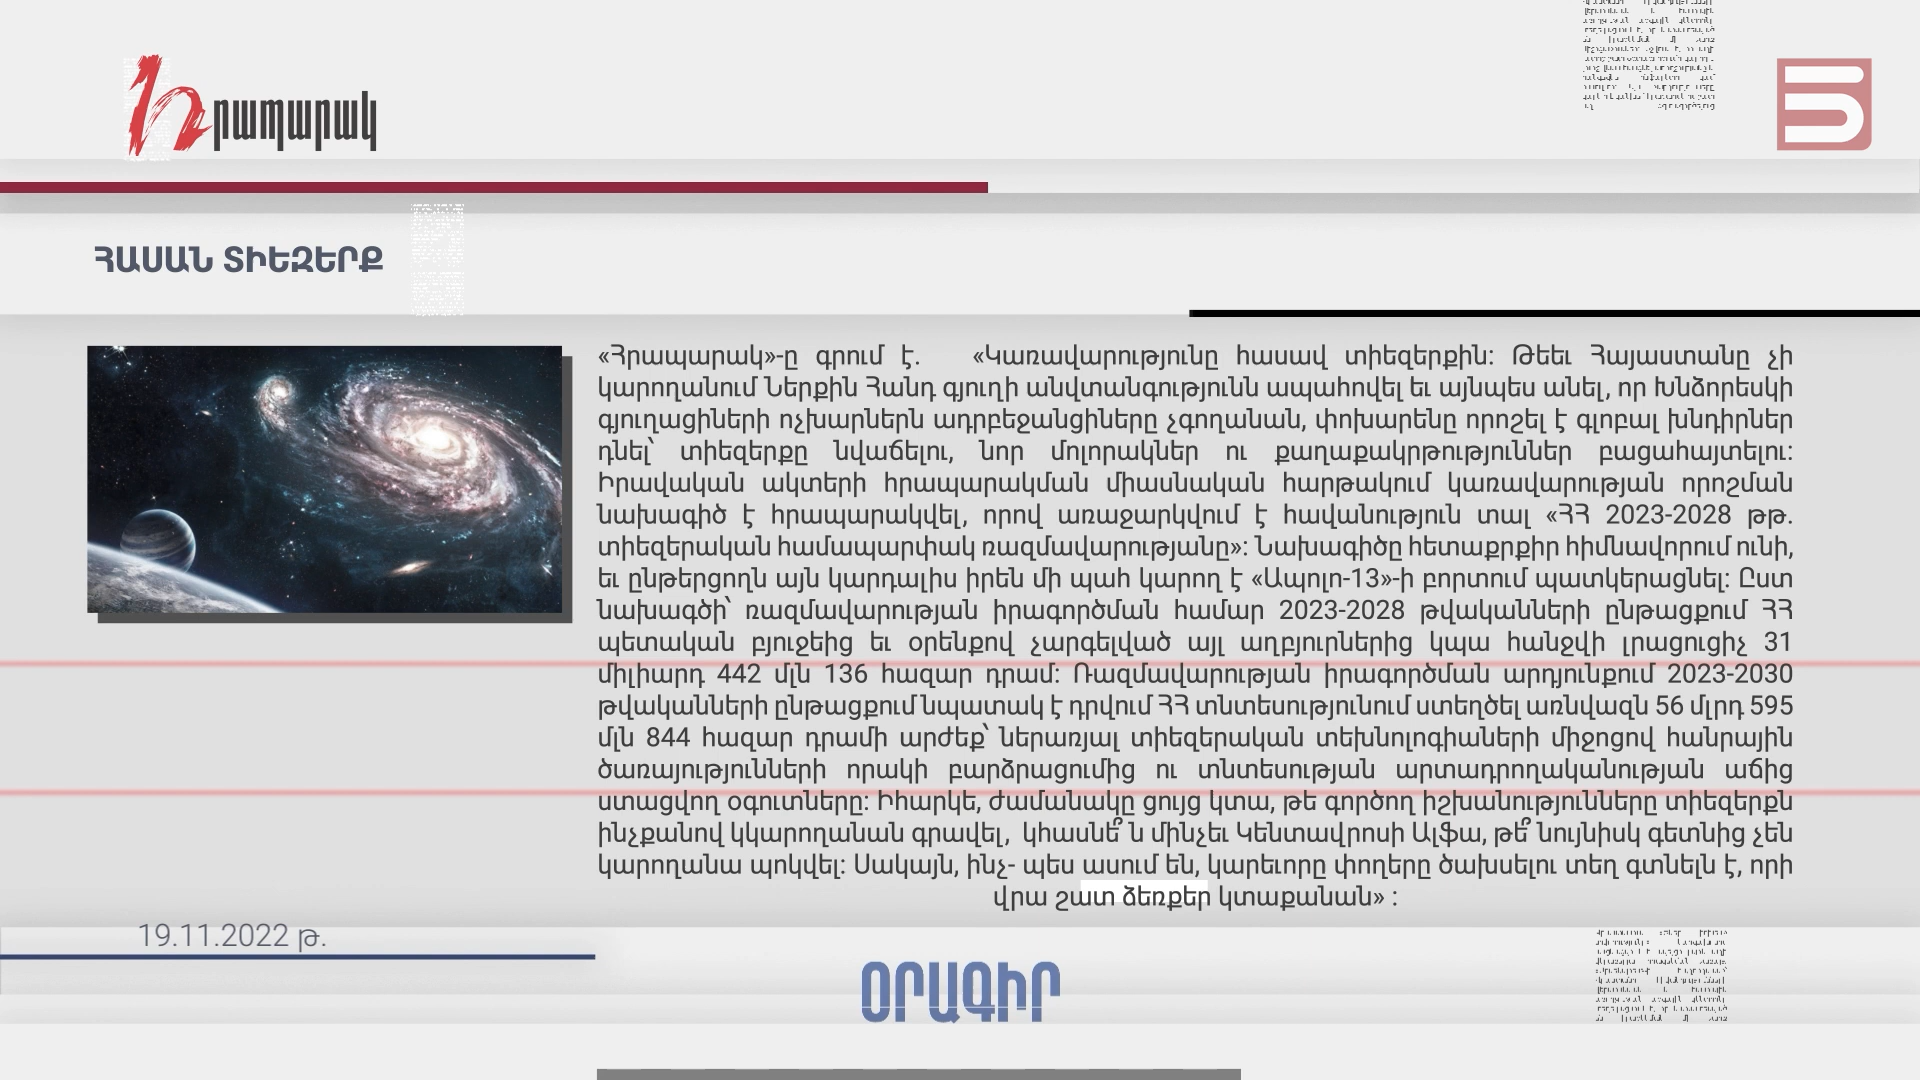 Հրապարակ
5
ՀԱՍԱՆ ՏԻԵԶԵՐՔ
«Հրապարակ»-ը գրում է. «Կառավարությունը հասավ տիեզերքին: Թեեւ Հայաստանը չի
կարողանում Ներքին Հանդ գյուղի անվտանգությունն ապահովել եւ այնպես անել, որ Խնձորեսկի
գյուղացիների ոչխարներն ադրբեջանցիները չգողանան, փոխարենը որոշել է գլոբալ խնդիրներ
դնել՝ տիեզերքը նվաճելու, նոր մոլորակներ ու քաղաքակրթություններ բացահայտելու:
Իրավական ակտերի հրապարակման միասնական հարթակում կառավարության որոշման
նախագիծ է հրապարակվել, որով առաջարկվում է հավանություն տալ «ՀՀ 2023-2028 թթ.
տիեզերական համապարփակ ռազմավարությանը»: Նախագիծը հետաքրքիր հիմնավորում ունի,
եւ ընթերցողն այն կարդալիս իրեն մի պահ կարող է «Ապոլո-13»-ի բորտում պատկերացնել: Ըստ
նախագծի՝ ռազմավարության իրագործման համար 2023-2028 թվականների ընթացքում ՀՀ
պետական բյուջեից եւ օրենքով չարգելված այլ աղբյուրներից կպա հանջվի լրացուցիչ 31
միլիարդ 442 մլն 136 հազար դրամ: Ռազմավարության իրագործման արդյունքում 2023-2030
թվականների ընթացքում նպատակ է դրվում ՀՀ տնտեսությունում ստեղծել առնվազն 56 մլրդ 595
մլն 844 հազար դրամի արժեք՝ ներառյալ տիեզերական տեխնոլոգիաների միջոցով հանրային
ծառայությունների որակի բարձրացումից ու տնտեսության արտադրողականության աճից
ստացվող օգուտները: Իհարկե, ժամանակը ցույց կտա, թե գործող իշխանությունները տիեզերքն
ինչքանով կկարողանան գրավել, կհասնե՞ ն մինչեւ Կենտավրոսի Ալֆա, թե՞ նույնիսկ գետնից չեն
կարողանա պոկվել: Սակայն, ինչ- պես ասում են, կարեւորը փողերը ծախսելու տեղ գտնելն է, որի
վրա շատ ձեռքեր կտաքանան» :
19.11.2022 թ.
ՕՐԱԳԻՐ